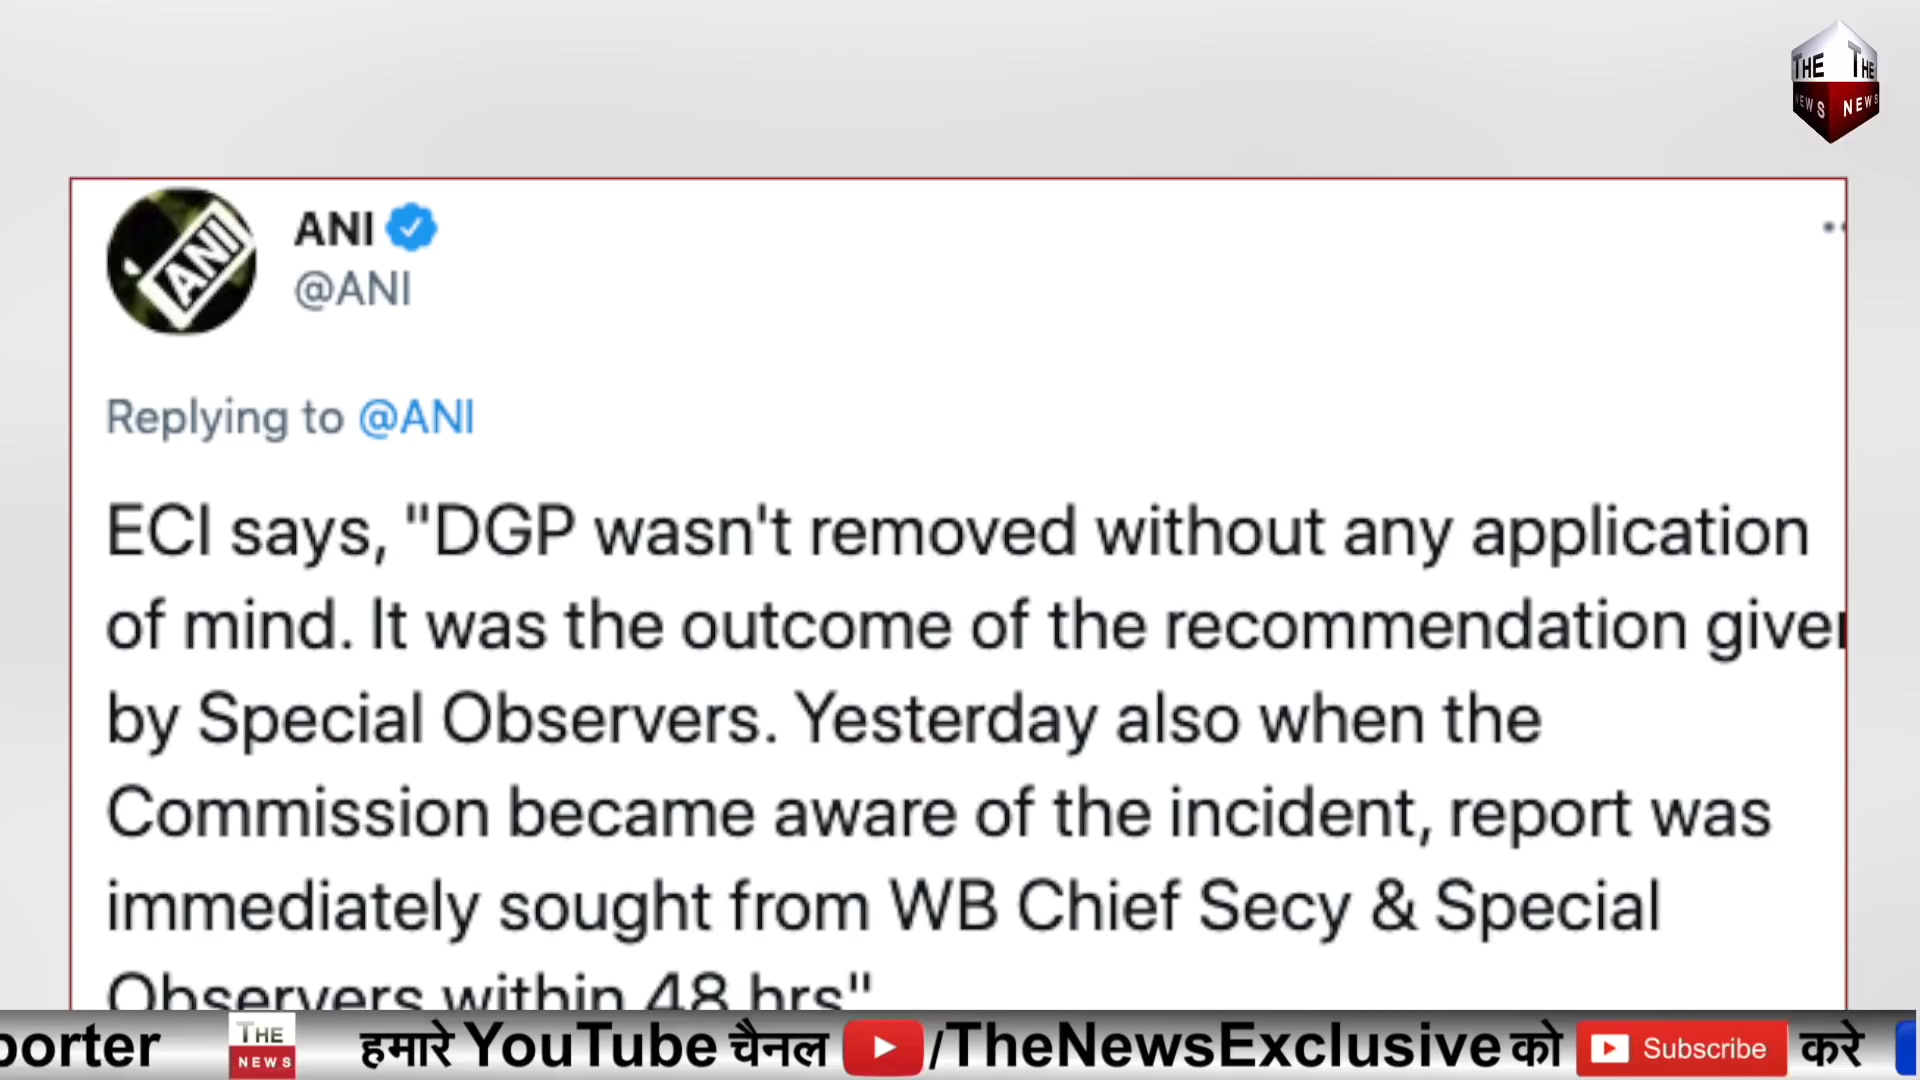 THE THE
NEWS NEWS
ANI
ANI
@ANI
Replying to @ANI
ECI says, "DGP wasn't removed without any application
of mind. It was the outcome of the recommendation given
by Special Observers. Yesterday also when the
Commission became aware of the incident, report was
immediately sought from WB Chief Secy & Special
Observers within 48 hrs"
porter THE NEWS हमारे YouTube चैनल /TheNewsExclusive को Subscribe करे